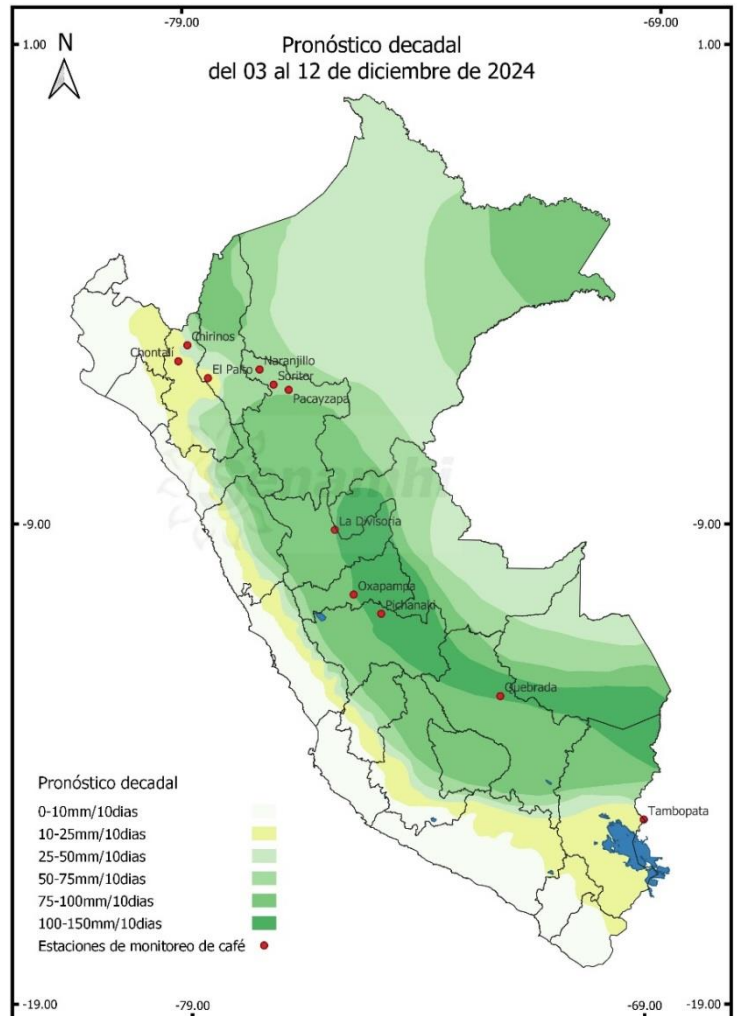 -79.00
-69.00
1.00
N
Pronóstico decadal
1.00
del 03 al 12 de diciembre de 2024
Chirinos
Chontalí
El Palto
Naranjillo
Soritor
Pacayzapa
Senamhi
-9.00
La Divisoria
-9.00
Oxapampa
Pichanaki
Quebrada
Tambopata
Pronóstico decadal
0-10mm/10dias
10-25mm/10dias
25-50mm/10dias
50-75mm/10dias
75-100mm/10dias
100-150mm/10dias
Estaciones de monitoreo de café
-19.00
-19.00
-79.00
-69.00